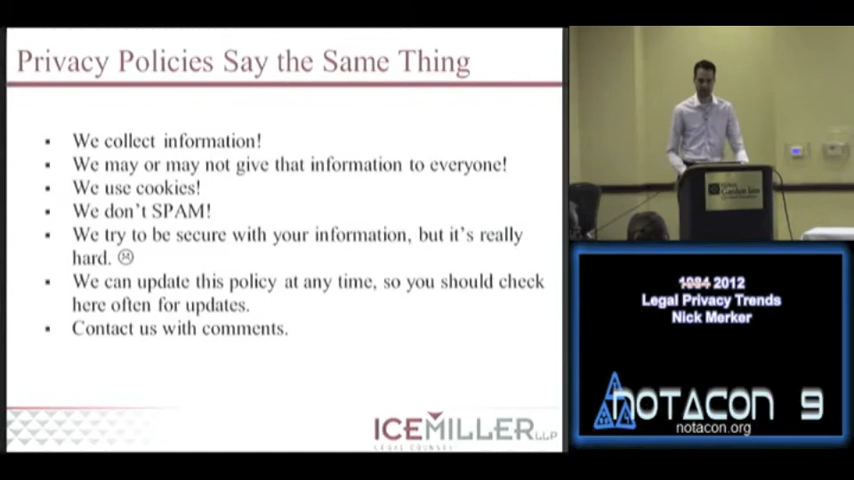 Privacy Policies Say the Same Thing
▪ We collect information!
▪ We may or may not give that information to everyone!
▪ We use cookies!
▪ We don't SPAM!
▪ We try to be secure with your information, but it's really
hard. ☹
▪ We can update this policy at any time, so you should check
here often for updates.
▪ Contact us with comments.
ICEMILLER LLP
LEGAL COUNSEL
Garden Inn
1984 2012
Legal Privacy Trends
Nick Merker
NOTACON 9
notacon.org